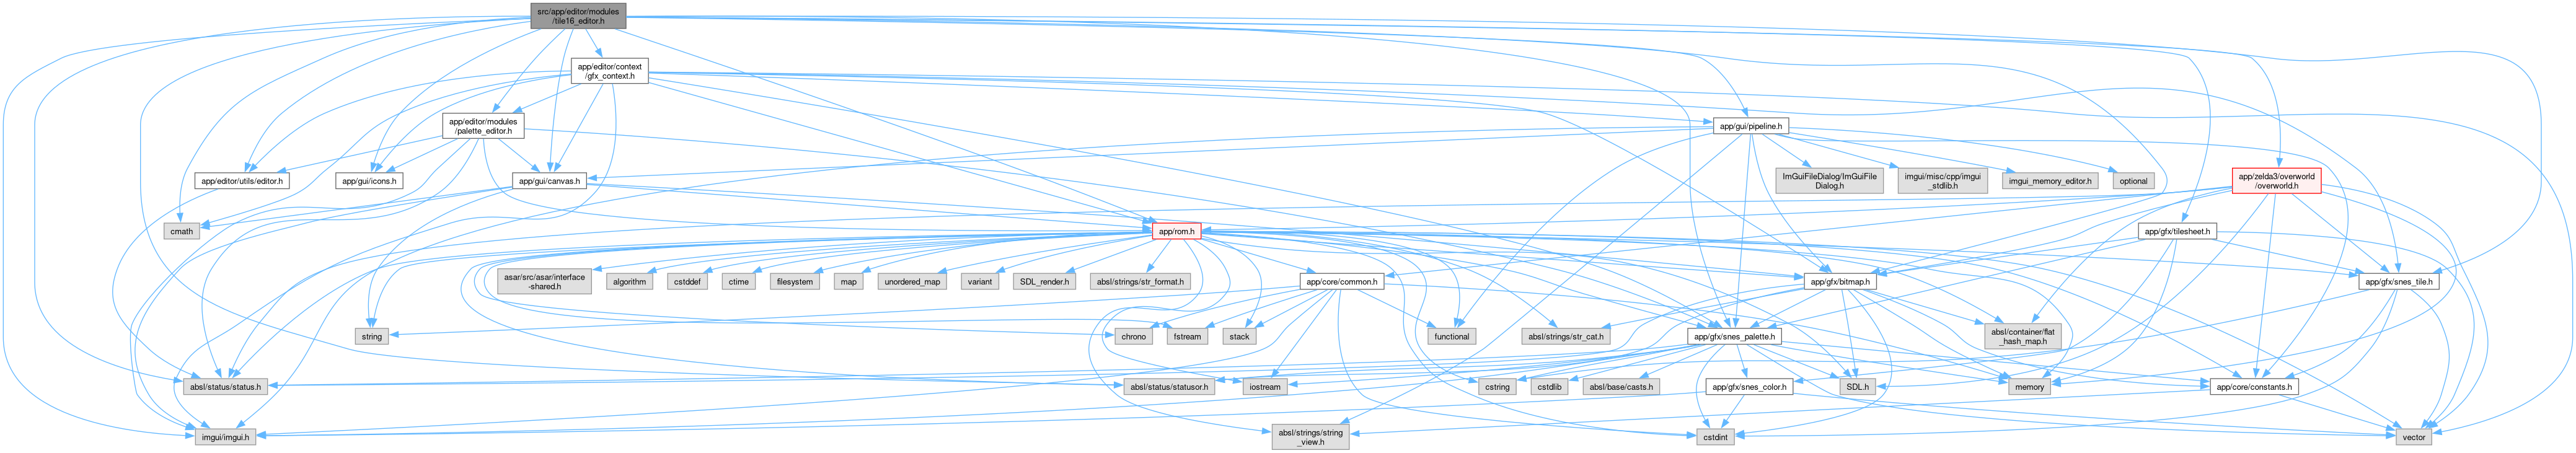 src/app/editor/modules
/tile16_editor.h
app/editor/context
/gfx_context.h
app/editor/modules
/palette_editor.h
app/gui/pipeline.h
app/editor/utils/editor.h
app/gui/icons.h
app/gui/canvas.h
ImGuiFileDialog/ImGuiFile
Dialog.h
imgui/misc/cpp/imgui
_stdlib.h
imgui_memory_editor.h
optional
app/zelda3/overworld
/overworld.h
cmath
app/rom.h
app/gfx/tilesheet.h
asar/src/asar/interface
-shared.h
algorithm
cstddef
ctime
filesystem
map
unordered_map
variant
SDL_render.h
absl/strings/str_format.h
app/core/common.h
app/gfx/bitmap.h
app/gfx/snes_tile.h
string
chrono
fstream
stack
functional
absl/strings/str_cat.h
app/gfx/snes_palette.h
absl/container/flat
_hash_map.h
absl/status/status.h
absl/status/statusor.h
iostream
cstring
cstdlib
absl/base/casts.h
app/gfx/snes_color.h
SDL.h
memory
app/core/constants.h
imgui/imgui.h
absl/strings/string
_view.h
cstdint
vector